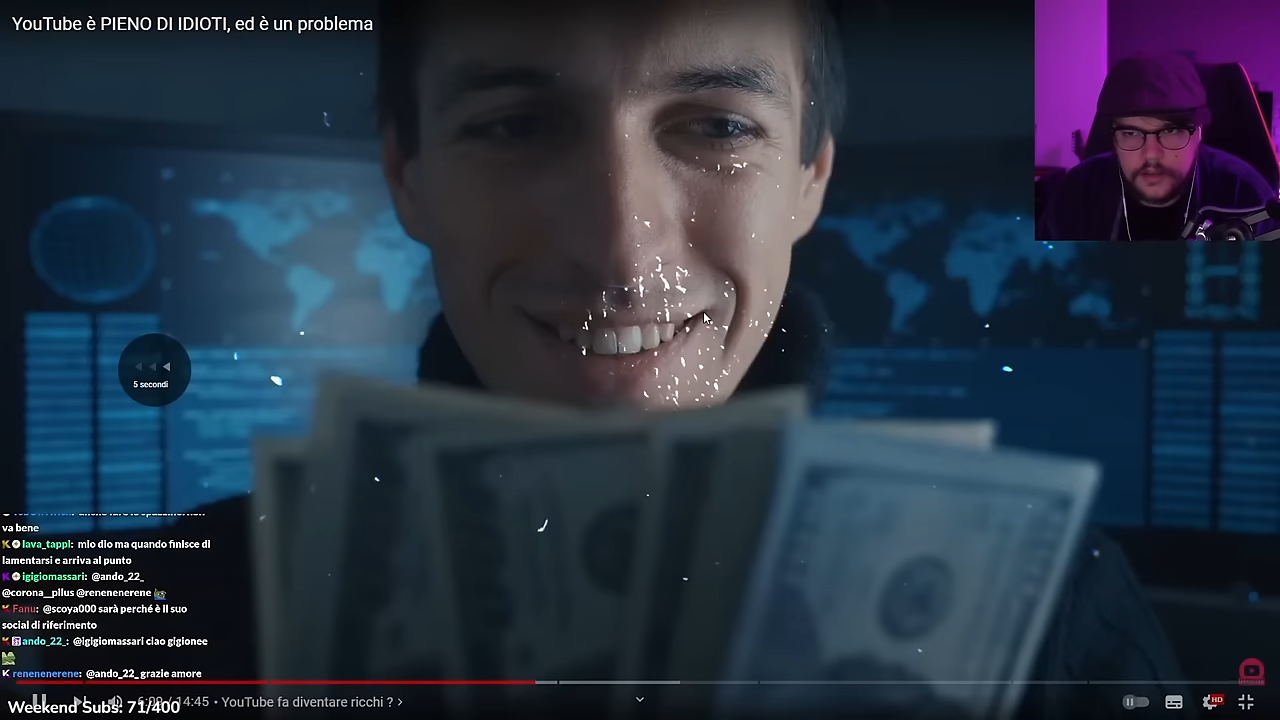 YouTube è PIENO DI IDIOTI, ed è un problema
5 secondi
va bene
lava_tappi: mio dio ma quando finisce di
lamentarsi e arriva al punto
igigiomassari: @ando_22_
@corona__pllus @renenenerene
Fanu: @scoya000 sarà perché è il suo
social di riferimento
ando_22_: @igigiomassari ciao gigionee
renenenerene: @ando_22_ grazie amore
/ 14:45 • YouTube fa diventare ricchi ? >
HD
Weekend Subs: 71/400